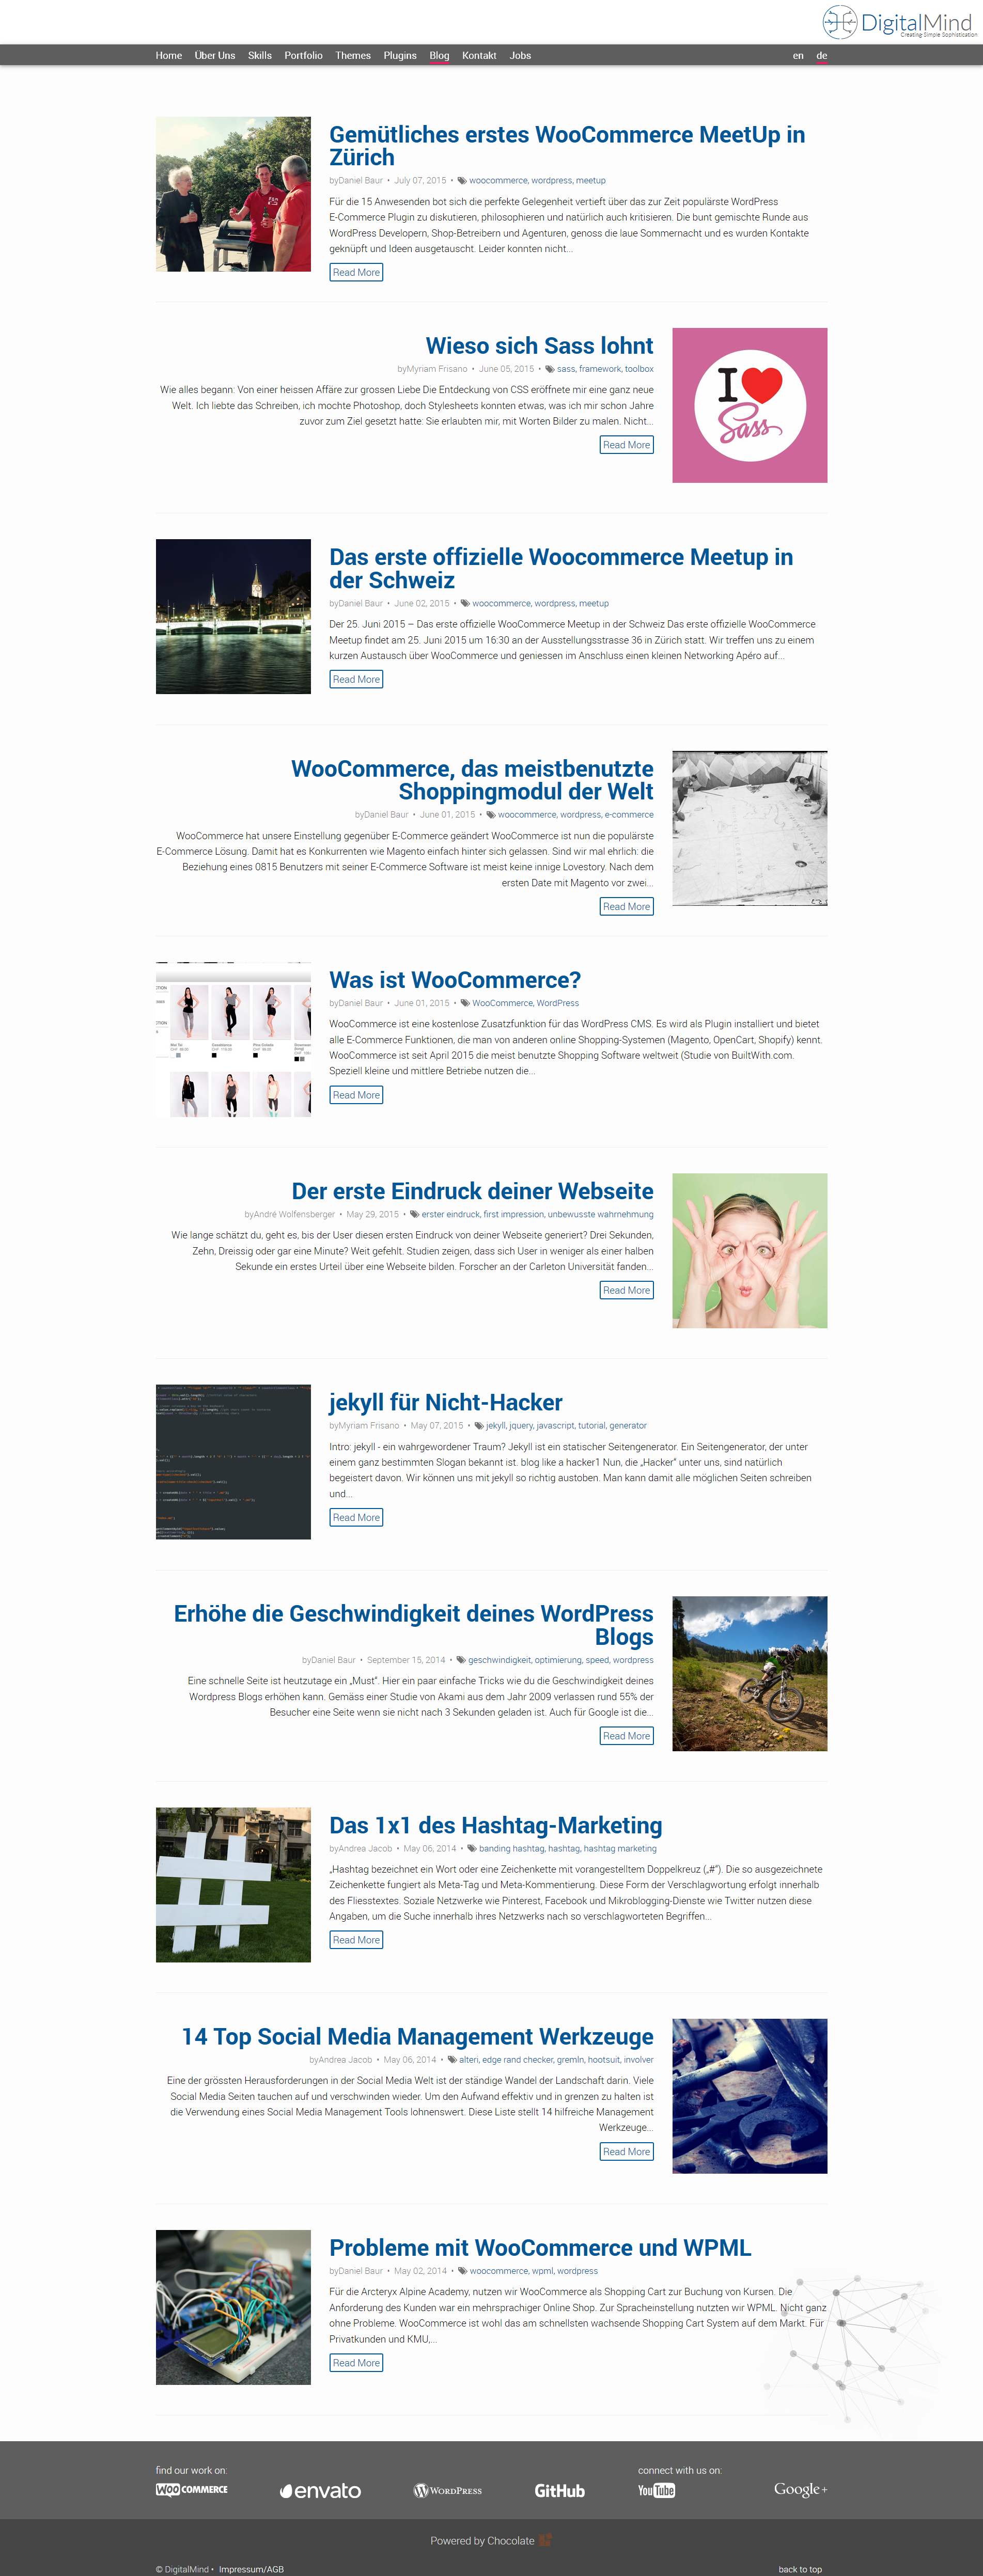 DigitalMind
Creating Simple Sophistication
Home Über Uns Skills Portfolio Themes Plugins Blog Kontakt Jobs en de
Gemütliches erstes WooCommerce MeetUp in
Zürich
byDaniel Baur • July 07, 2015 • woocommerce, wordpress, meetup
Für die 15 Anwesenden bot sich die perfekte Gelegenheit vertieft über das zur Zeit populärste WordPress
E-Commerce Plugin zu diskutieren, philosophieren und natürlich auch kritisieren. Die bunt gemischte Runde aus
WordPress Developern, Shop-Betreibern und Agenturen, genoss die laue Sommernacht und es wurden Kontakte
geknüpft und Ideen ausgetauscht. Leider konnten nicht...
Read More
Wieso sich Sass lohnt
byMyriam Frisano • June 05, 2015 • sass, framework, toolbox
Wie alles begann: Von einer heissen Affäre zur grossen Liebe Die Entdeckung von CSS eröffnete mir eine ganz neue
Welt. Ich liebte das Schreiben, ich mochte Photoshop, doch Stylesheets konnten etwas, was ich mir schon Jahre
zuvor zum Ziel gesetzt hatte: Sie erlaubten mir, mit Worten Bilder zu malen. Nicht...
Read More
I
Sass
Das erste offizielle Woocommerce Meetup in
der Schweiz
byDaniel Baur • June 02, 2015 • woocommerce, wordpress, meetup
Der 25. Juni 2015 – Das erste offizielle WooCommerce Meetup in der Schweiz Das erste offizielle WooCommerce
Meetup findet am 25. Juni 2015 um 16:30 an der Ausstellungsstrasse 36 in Zürich statt. Wir treffen uns zu einem
kurzen Austausch über WooCommerce und geniessen im Anschluss einen kleinen Networking Apéro auf...
Read More
WooCommerce, das meistbenutzte
Shoppingmodul der Welt
byDaniel Baur • June 01, 2015 • woocommerce, wordpress, e-commerce
WooCommerce hat unsere Einstellung gegenüber E-Commerce geändert WooCommerce ist nun die populärste
E-Commerce Lösung. Damit hat es Konkurrenten wie Magento einfach hinter sich gelassen. Sind wir mal ehrlich: die
Beziehung eines 0815 Benutzers mit seiner E-Commerce Software ist meist keine innige Lovestory. Nach dem
ersten Date mit Magento vor zwei...
Read More
Was ist WooCommerce?
byDaniel Baur • June 01, 2015 • WooCommerce, WordPress
WooCommerce ist eine kostenlose Zusatzfunktion für das WordPress CMS. Es wird als Plugin installiert und bietet
alle E-Commerce Funktionen, die man von anderen online Shopping-Systemen (Magento, OpenCart, Shopify) kennt.
WooCommerce ist seit April 2015 die meist benutzte Shopping Software weltweit (Studie von BuiltWith.com.
Speziell kleine und mittlere Betriebe nutzen die...
Read More
Der erste Eindruck deiner Webseite
byAndré Wolfensberger • May 29, 2015 • erster eindruck, first impression, unbewusste wahrnehmung
Wie lange schätzt du, geht es, bis der User diesen ersten Eindruck von deiner Webseite generiert? Drei Sekunden,
Zehn, Dreissig oder gar eine Minute? Weit gefehlt. Studien zeigen, dass sich User in weniger als einer halben
Sekunde ein erstes Urteil über eine Webseite bilden. Forscher an der Carleton Universität fanden...
Read More
jekyll für Nicht-Hacker
byMyriam Frisano • May 07, 2015 • jekyll, jquery, javascript, tutorial, generator
Intro: jekyll - ein wahrgewordener Traum? Jekyll ist ein statischer Seitengenerator. Ein Seitengenerator, der unter
einem ganz bestimmten Slogan bekannt ist. blog like a hacker1 Nun, die „Hacker" unter uns, sind natürlich
begeistert davon. Wir können uns mit jekyll so richtig austoben. Man kann damit alle möglichen Seiten schreiben
und...
Read More
Erhöhe die Geschwindigkeit deines WordPress
Blogs
byDaniel Baur • September 15, 2014 • geschwindigkeit, optimierung, speed, wordpress
Eine schnelle Seite ist heutzutage ein „Must". Hier ein paar einfache Tricks wie du die Geschwindigkeit deines
Wordpress Blogs erhöhen kann. Gemäss einer Studie von Akami aus dem Jahr 2009 verlassen rund 55% der
Besucher eine Seite wenn sie nicht nach 3 Sekunden geladen ist. Auch für Google ist die...
Read More
Das 1x1 des Hashtag-Marketing
byAndrea Jacob • May 06, 2014 • banding hashtag, hashtag, hashtag marketing
„Hashtag bezeichnet ein Wort oder eine Zeichenkette mit vorangestelltem Doppelkreuz („#"). Die so ausgezeichnete
Zeichenkette fungiert als Meta-Tag und Meta-Kommentierung. Diese Form der Verschlagwortung erfolgt innerhalb
des Fliesstextes. Soziale Netzwerke wie Pinterest, Facebook und Mikroblogging-Dienste wie Twitter nutzen diese
Angaben, um die Suche innerhalb ihres Netzwerks nach so verschlagworteten Begriffen...
Read More
14 Top Social Media Management Werkzeuge
byAndrea Jacob • May 06, 2014 • alteri, edge rand checker, gremln, hootsuit, involver
Eine der grössten Herausforderungen in der Social Media Welt ist der ständige Wandel der Landschaft darin. Viele
Social Media Seiten tauchen auf und verschwinden wieder. Um den Aufwand effektiv und in grenzen zu halten ist
die Verwendung eines Social Media Management Tools lohnenswert. Diese Liste stellt 14 hilfreiche Management
Werkzeuge...
Read More
Probleme mit WooCommerce und WPML
byDaniel Baur • May 02, 2014 • woocommerce, wpml, wordpress
Für die Arcteryx Alpine Academy, nutzen wir WooCommerce als Shopping Cart zur Buchung von Kursen. Die
Anforderung des Kunden war ein mehrsprachiger Online Shop. Zur Spracheinstellung nutzten wir WPML. Nicht ganz
ohne Probleme. WooCommerce ist wohl das am schnellsten wachsende Shopping Cart System auf dem Markt. Für
Privatkunden und KMU,...
Read More
find our work on: connect with us on:
WOO COMMERCE envato WORDPRESS GitHub YouTube Google+
Powered by Chocolate
© DigitalMind • Impressum/AGB back to top